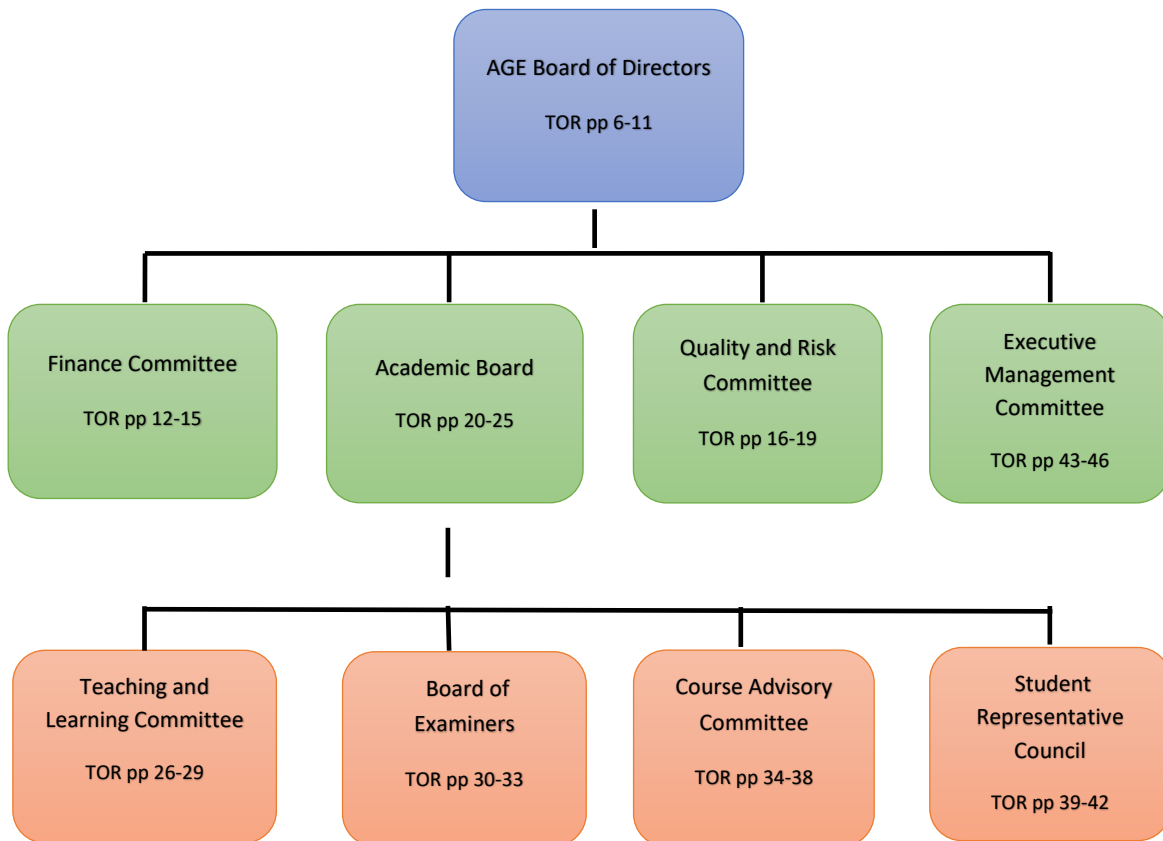 AGE Board of Directors
TOR pp 6-11
Finance Committee
TOR pp 12-15
Academic Board
TOR pp 20-25
Quality and Risk
Committee
TOR pp 16-19
Executive
Management
Committee
TOR pp 43-46
Teaching and
Learning Committee
TOR pp 26-29
Board of
Examiners
TOR pp 30-33
Course Advisory
Committee
TOR pp 34-38
Student
Representative
Council
TOR pp 39-42